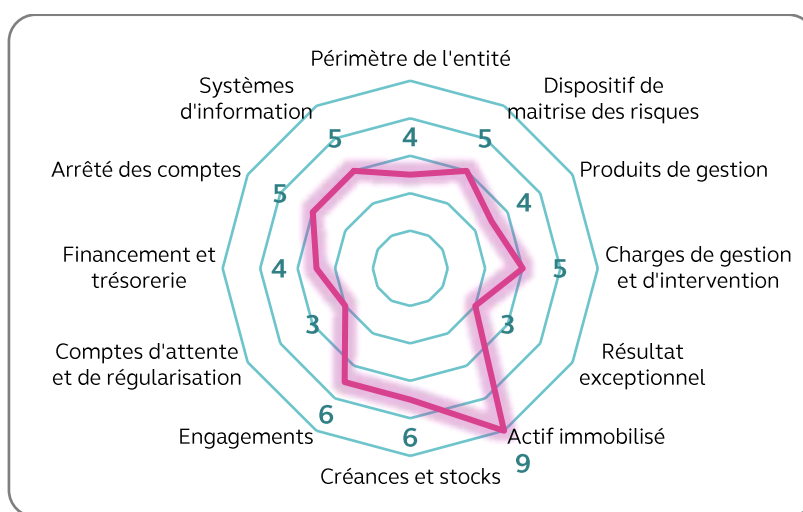 Périmètre de l'entité
4
Dispositif de
maitrise des risques
5
Produits de gestion
4
Charges de gestion
et d'intervention
5
Résultat
exceptionnel
3
Actif immobilisé
9
Créances et stocks
6
Engagements
6
Comptes d'attente
et de régularisation
3
Financement et
trésorerie
4
Arrêté des comptes
5
Systèmes
d'information
5